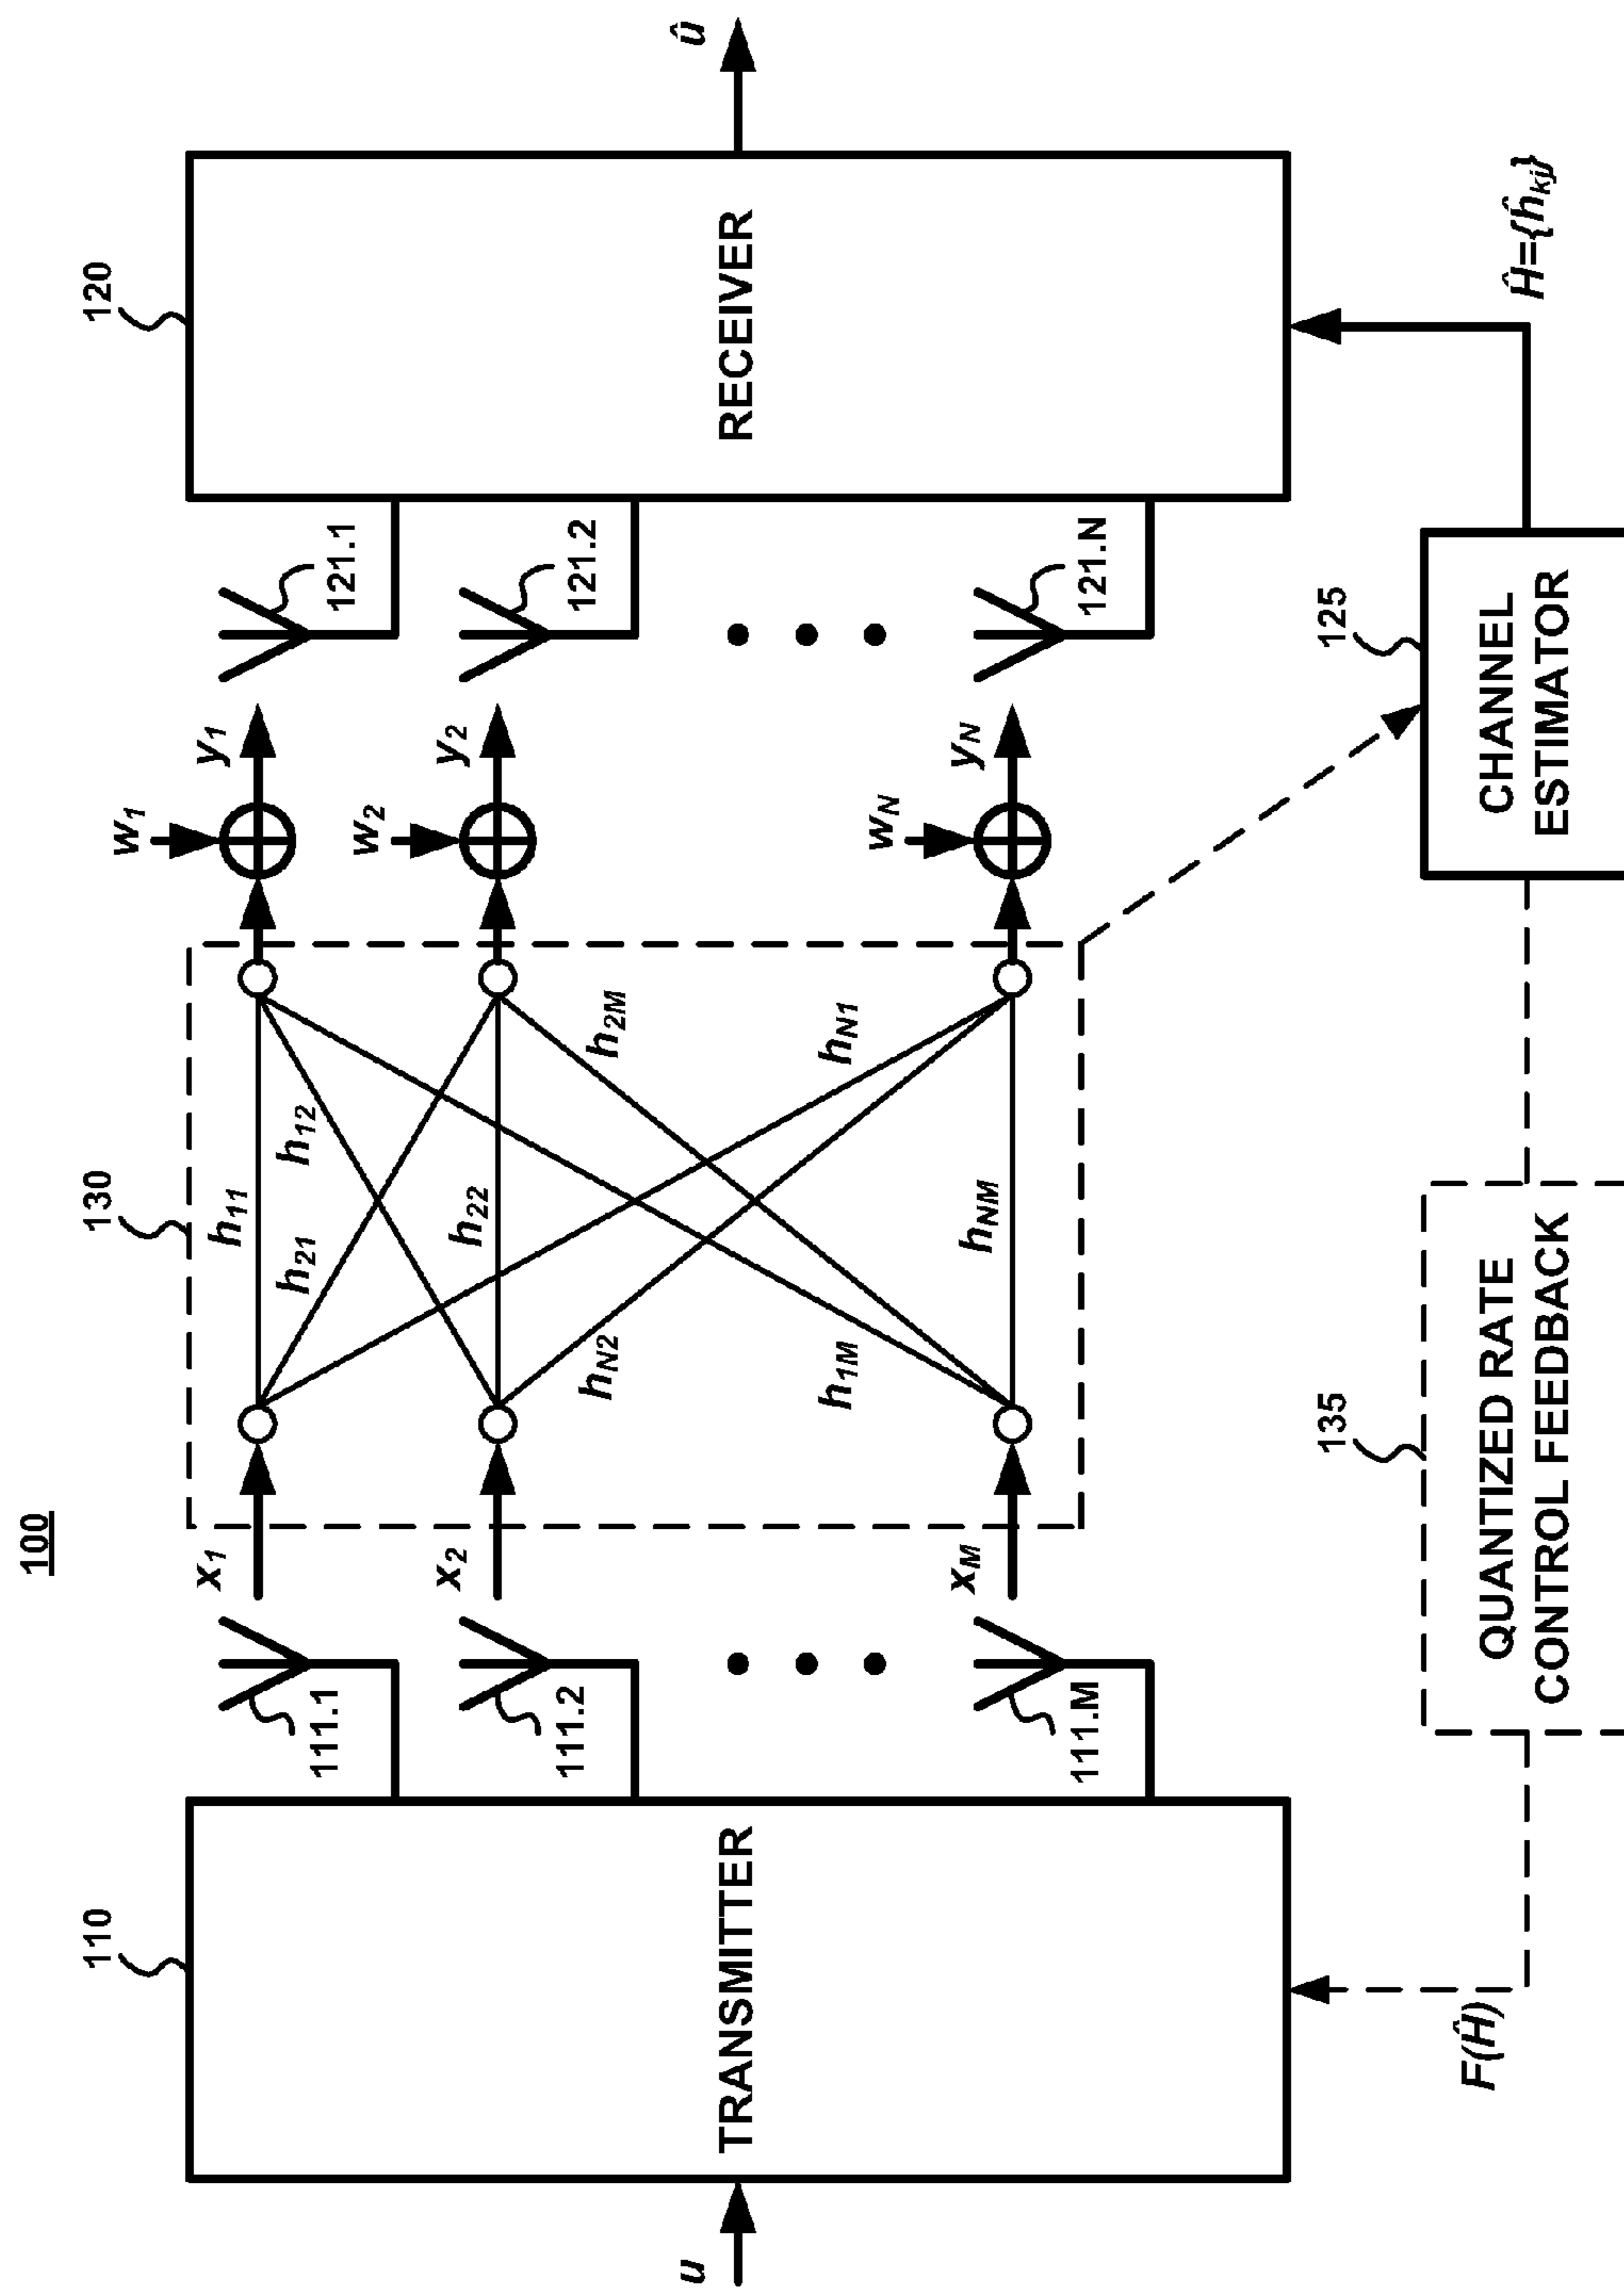 100
110
120
130
TRANSMITTER
u
111.1
111.2
111.M
x1
x2
xM
h11
h12
h21
h22
h2M
hN2
hN1
h1M
hNM
w1
w2
wN
y1
y2
yN
121.1
121.2
121.N
RECEIVER
û
F(Ĥ)
135
QUANTIZED RATE
CONTROL FEEDBACK
125
CHANNEL
ESTIMATOR
Ĥ={ĥkj}